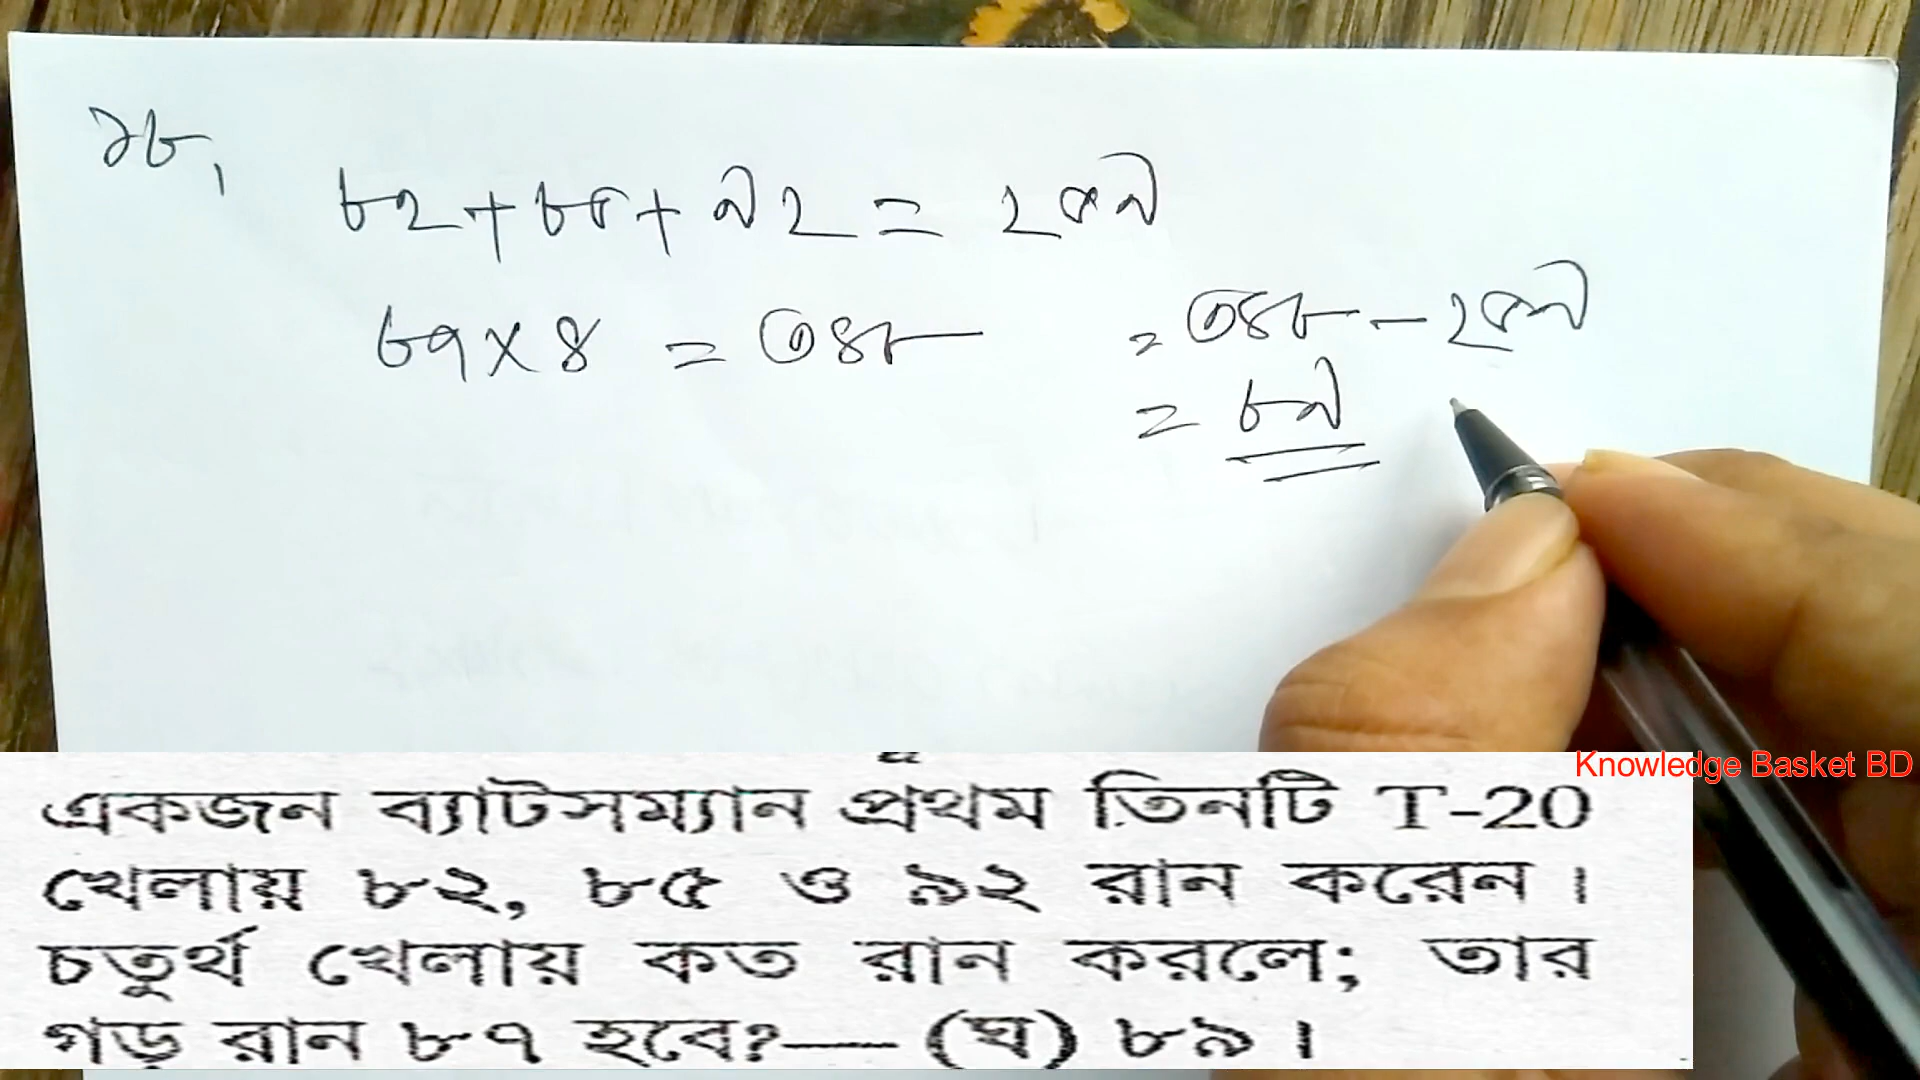 ১৮,
৮২+৮৫+৯২ = ২৫৯
৮৭×৪ = ৩৪৮
= ৩৪৮ - ২৫৯
= ৮৯
Knowledge Basket BD
একজন ব্যাটসম্যান প্রথম তিনটি T-20
খেলায় ৮২, ৮৫ ও ৯২ রান করেন।
চতুর্থ খেলায় কত রান করলে; তার
গড় রান ৮৭ হবে?— (ঘ) ৮৯।